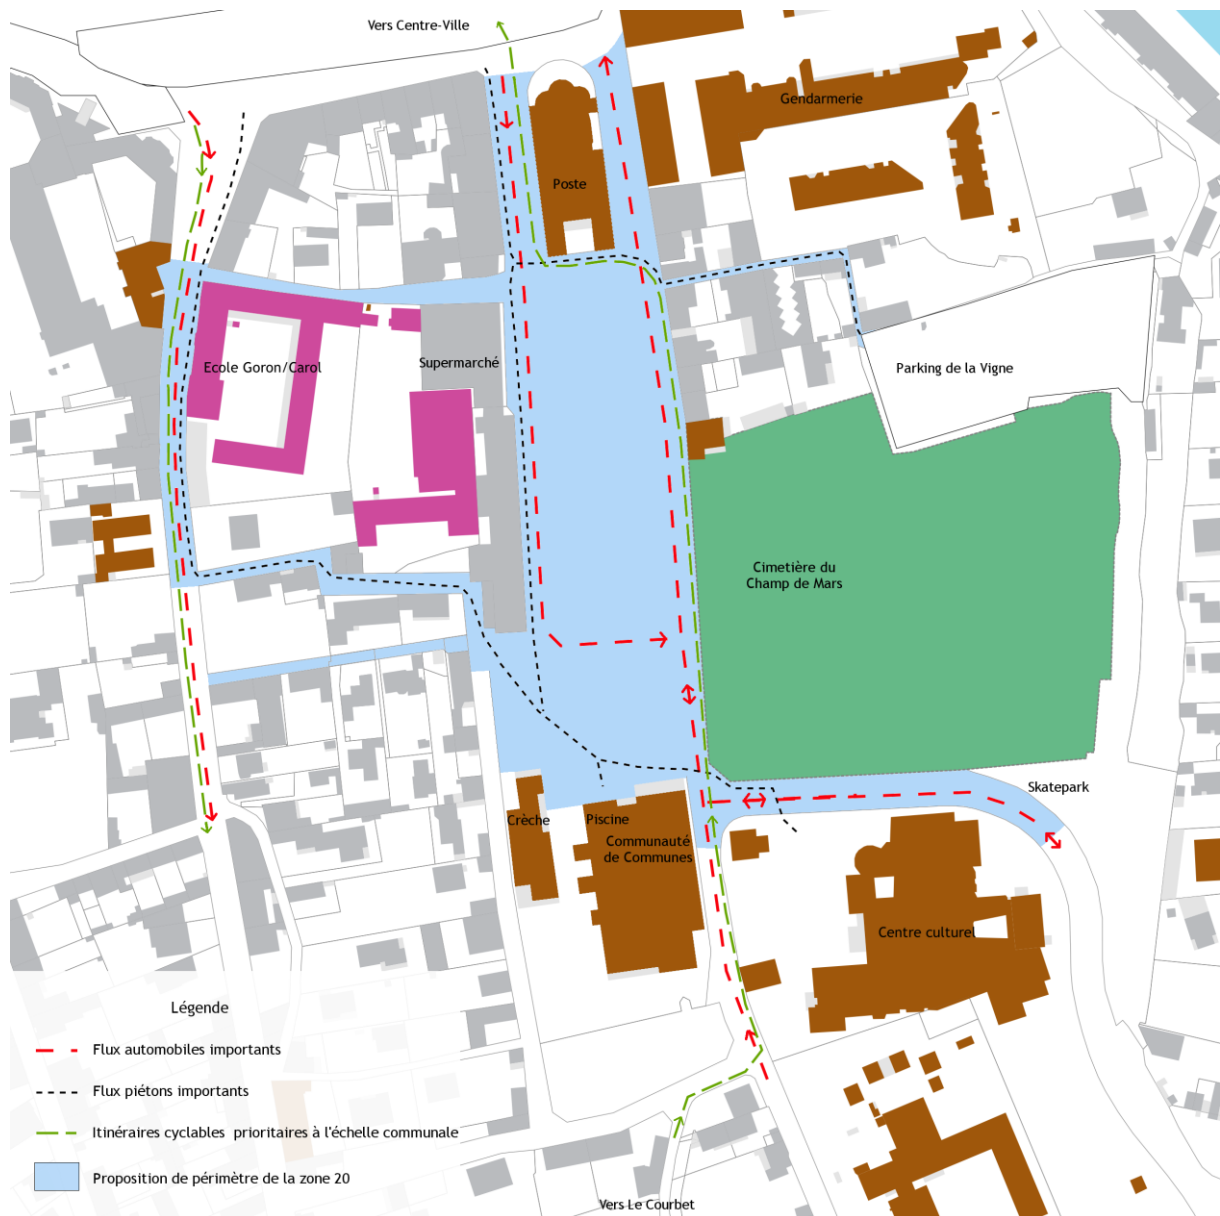 Vers Centre-Ville
Gendarmerie
Poste
Ecole Goron/Carol
Supermarché
Parking de la Vigne
Cimetière du
Champ de Mars
Skatepark
Crèche
Piscine
Communauté
de Communes
Centre culturel
Légende
Flux automobiles importants
Flux piétons importants
Itinéraires cyclables prioritaires à l'échelle communale
Proposition de périmètre de la zone 20
Vers Le Courbet